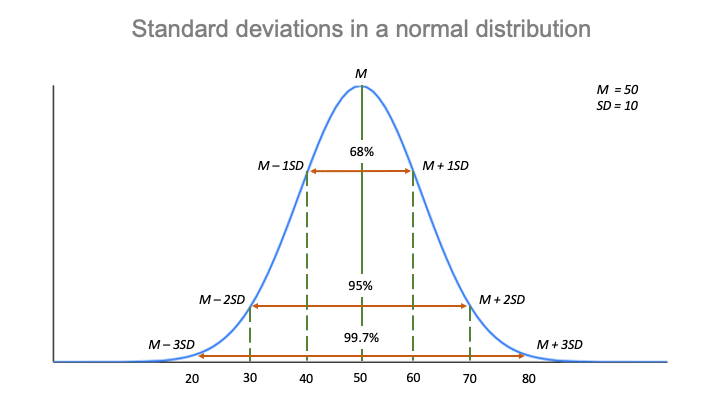 Standard deviations in a normal distribution
M
M = 50
SD = 10
68%
M – 1SD
M + 1SD
95%
M – 2SD
M + 2SD
99.7%
M – 3SD
M + 3SD
20 30 40 50 60 70 80